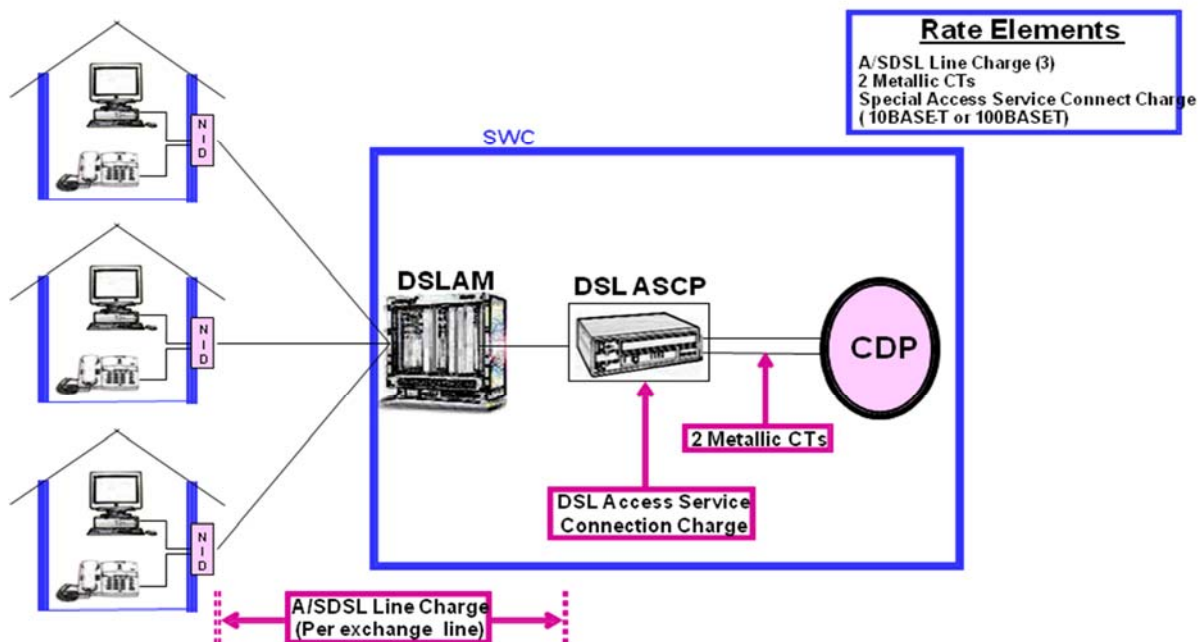 Rate Elements
A/SDSL Line Charge (3)
2 Metallic CTs
Special Access Service Connect Charge
( 10BASET or 100BASET)
SWC
N
I
D
N
I
D
N
I
D
DSLAM
DSL ASCP
CDP
2 Metallic CTs
DSL Access Service
Connection Charge
A/SDSL Line Charge
(Per exchange line)